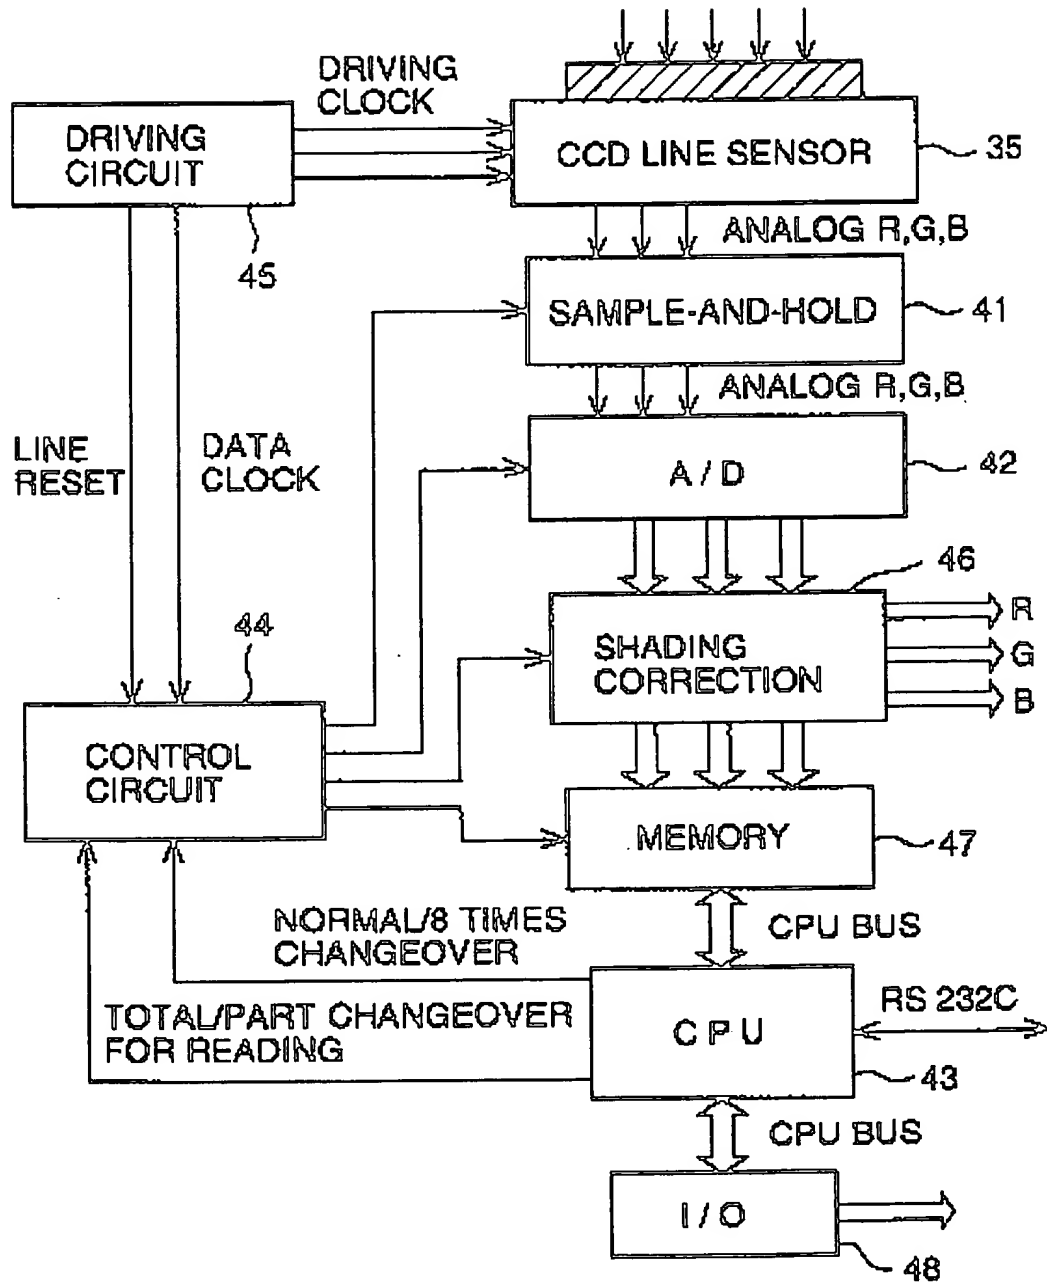 DRIVING
CLOCK
DRIVING
CIRCUIT
CCD LINE SENSOR
35
ANALOG R,G,B
45
SAMPLE-AND-HOLD
41
ANALOG R,G,B
LINE
RESET
DATA
CLOCK
A / D
42
46
44
SHADING
CORRECTION
R
G
B
CONTROL
CIRCUIT
MEMORY
47
NORMAL/8 TIMES
CHANGEOVER
CPU BUS
TOTAL/PART CHANGEOVER
FOR READING
C P U
RS 232C
43
CPU BUS
I / O
48